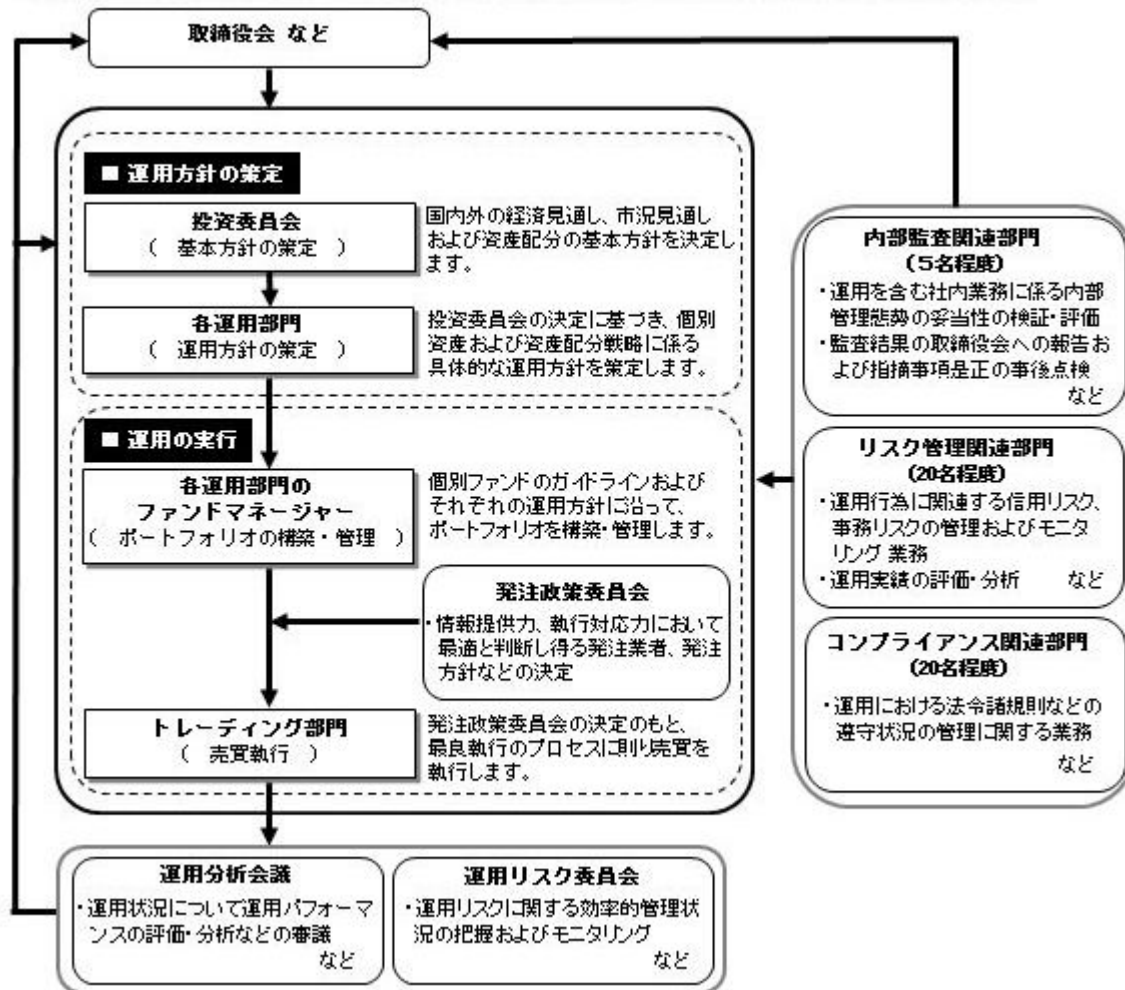 取締役会 など
■ 運用方針の策定
投資委員会
( 基本方針の策定 )
国内外の経済見通し、市況見通し
および資産配分の基本方針を決定し
ます。
各運用部門
( 運用方針の策定 )
投資委員会の決定に基づき、個別
資産および資産配分戦略に係る
具体的な運用方針を策定します。
■ 運用の実行
各運用部門の
ファンドマネージャー
( ポートフォリオの構築・管理 )
個別ファンドのガイドラインおよび
それぞれの運用方針に沿って、
ポートフォリオを構築・管理します。
発注政策委員会
・情報提供力、執行対応力において
最適と判断し得る発注業者、発注
方針などの決定
トレーディング部門
( 売買執行 )
発注政策委員会の決定のもと、
最良執行のプロセスに則り売買を
執行します。
運用分析会議
・運用状況について運用パフォーマ
ンスの評価・分析などの審議
など
運用リスク委員会
・運用リスクに関する効率的管理状
況の把握およびモニタリング
など
内部監査関連部門
(5名程度)
・運用を含む社内業務に係る内部
管理態勢の妥当性の検証・評価
・監査結果の取締役会への報告お
よび指摘事項是正の事後点検
など
リスク管理関連部門
(20名程度)
・運用行為に関連する信用リスク、
事務リスクの管理およびモニタ
リング 業務
・運用実績の評価・分析 など
コンプライアンス関連部門
(20名程度)
・運用における法令諸規則などの
遵守状況の管理に関する業務
など